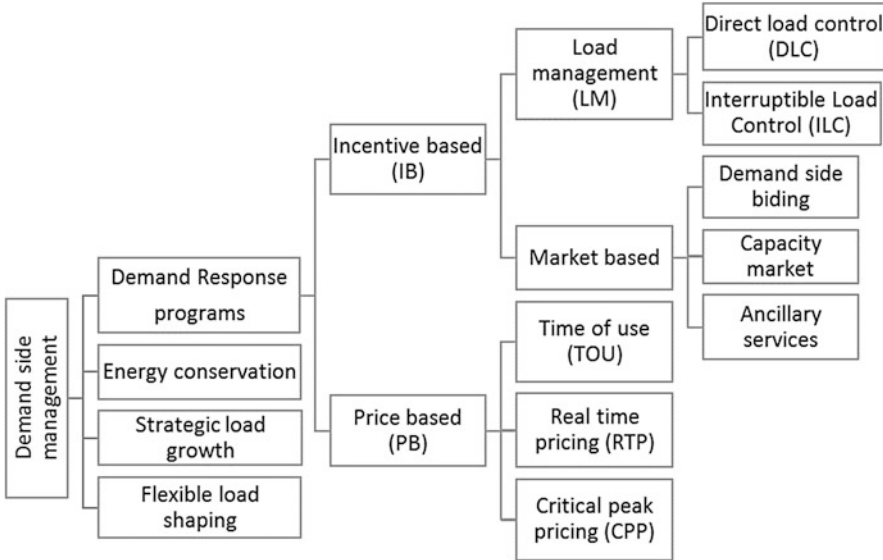 Demand side
management
Demand Response
programs
Energy conservation
Strategic load
growth
Flexible load
shaping
Incentive based
(IB)
Price based
(PB)
Load
management
(LM)
Market based
Time of use
(TOU)
Real time
pricing (RTP)
Critical peak
pricing (CPP)
Direct load control
(DLC)
Interruptible Load
Control (ILC)
Demand side
biding
Capacity
market
Ancillary
services